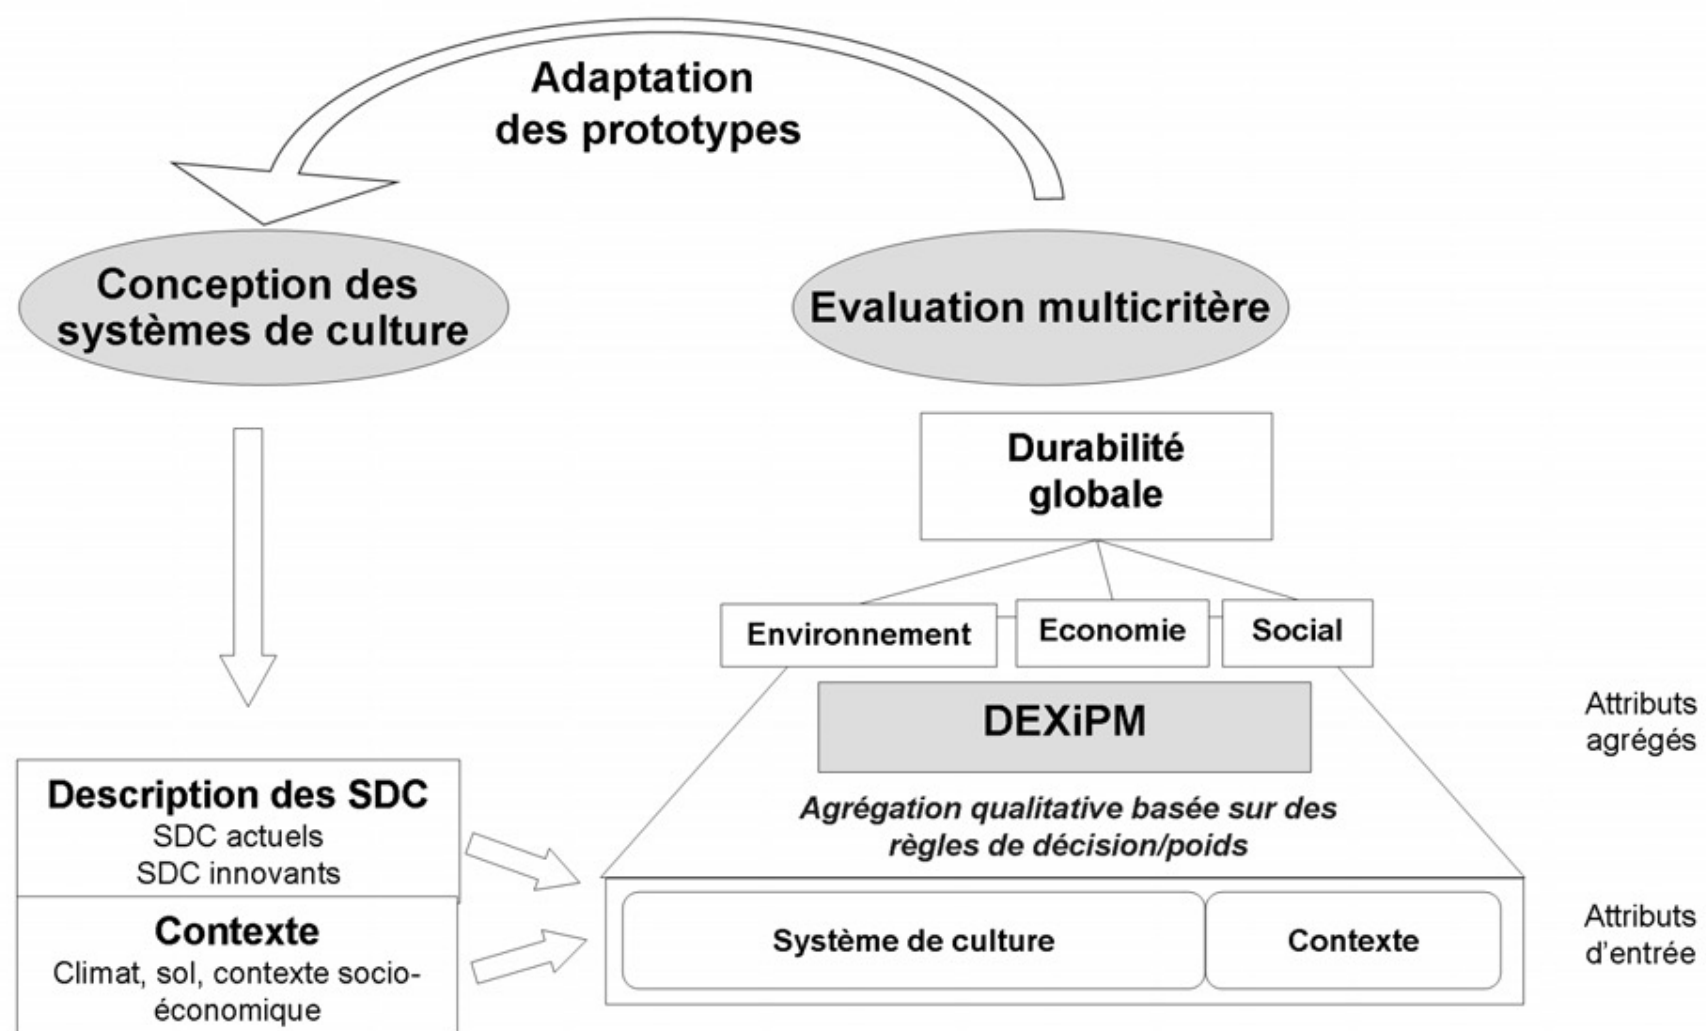 Adaptation
des prototypes
Conception des
systèmes de culture
Evaluation multicritère
Durabilité
globale
Environnement
Economie
Social
DEXiPM
Attributs
agrégés
Agrégation qualitative basée sur des
règles de décision/poids
Description des SDC
SDC actuels
SDC innovants
Contexte
Climat, sol, contexte socio-
économique
Système de culture
Contexte
Attributs
d'entrée